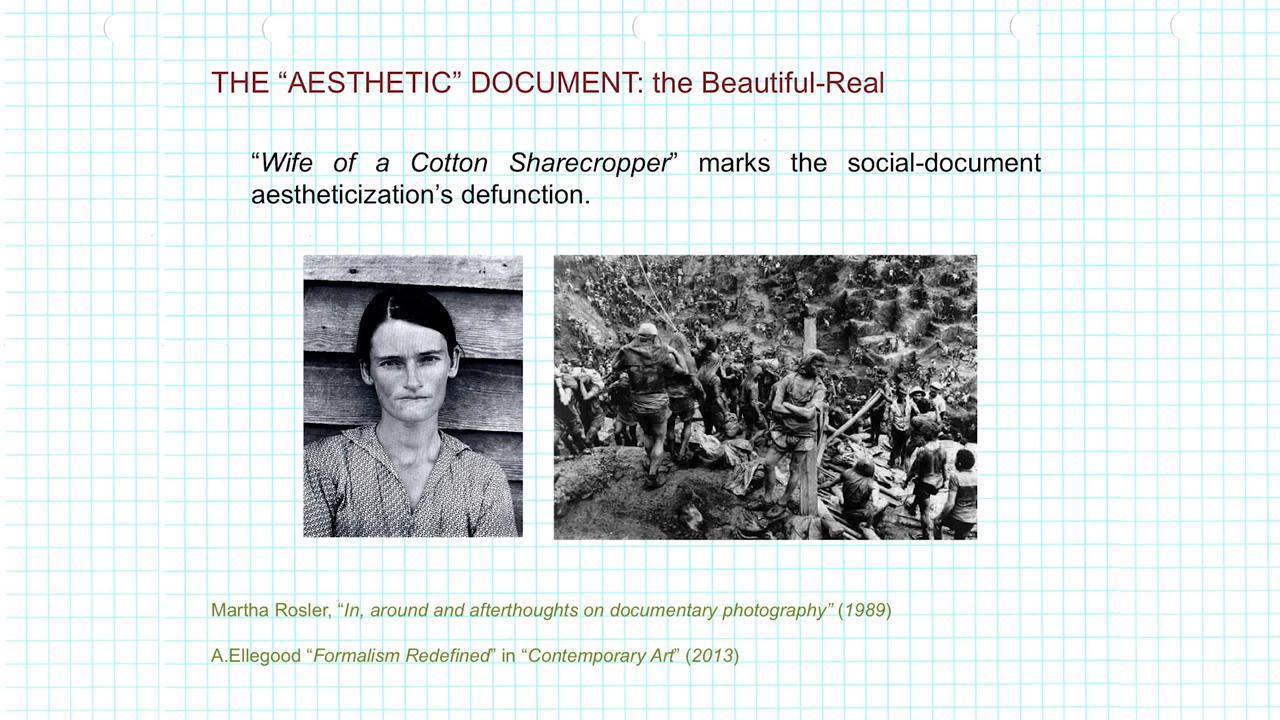 THE “AESTHETIC” DOCUMENT: the Beautiful-Real
“Wife of a Cotton Sharecropper” marks the social-document
aestheticization’s defunction.
Martha Rosler, “In, around and afterthoughts on documentary photography” (1989)
A.Ellegood “Formalism Redefined” in “Contemporary Art” (2013)